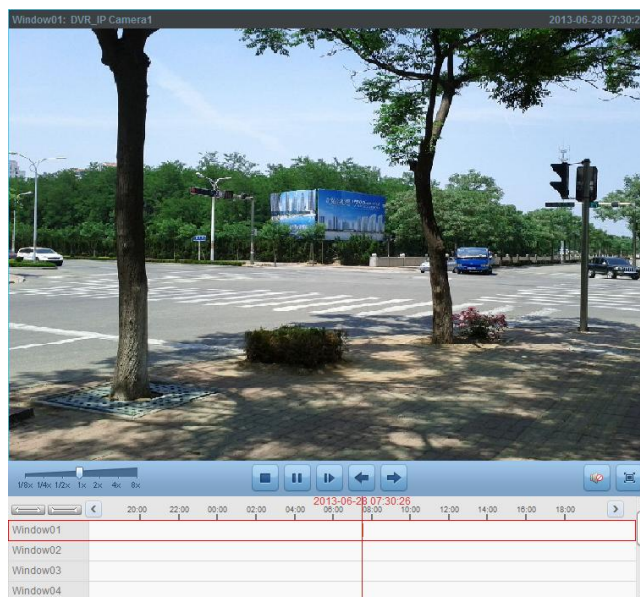 Window01: DVR_IP Camera1 2013-06-28 07:30:2
1/8x 1/4x 1/2x 1x 2x 4x 8x
2013-06-28 07:30:26
20:00 22:00 00:00 02:00 04:00 06:00 08:00 10:00 12:00 14:00 16:00 18:00
Window01
Window02
Window03
Window04